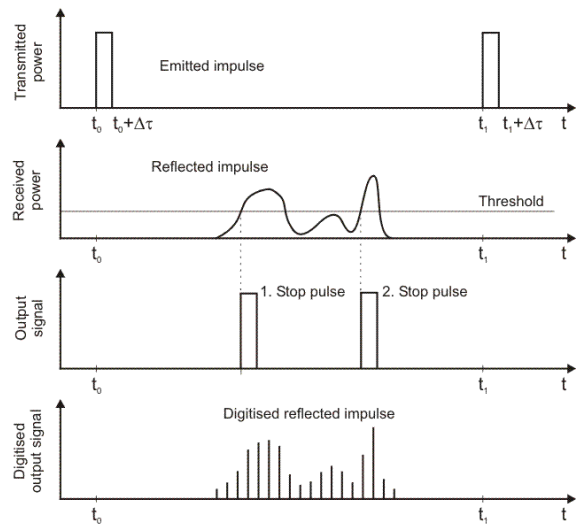 Transmitted
power
Emitted impulse
t₀ t₀+Δτ t₁ t₁+Δτ t
Received
power
Reflected impulse
Threshold
t₀ t₁ t
Output
signal
1. Stop pulse 2. Stop pulse
t₀ t₁ t
Digitised
output signal
Digitised reflected impulse
t₀ t₁ t